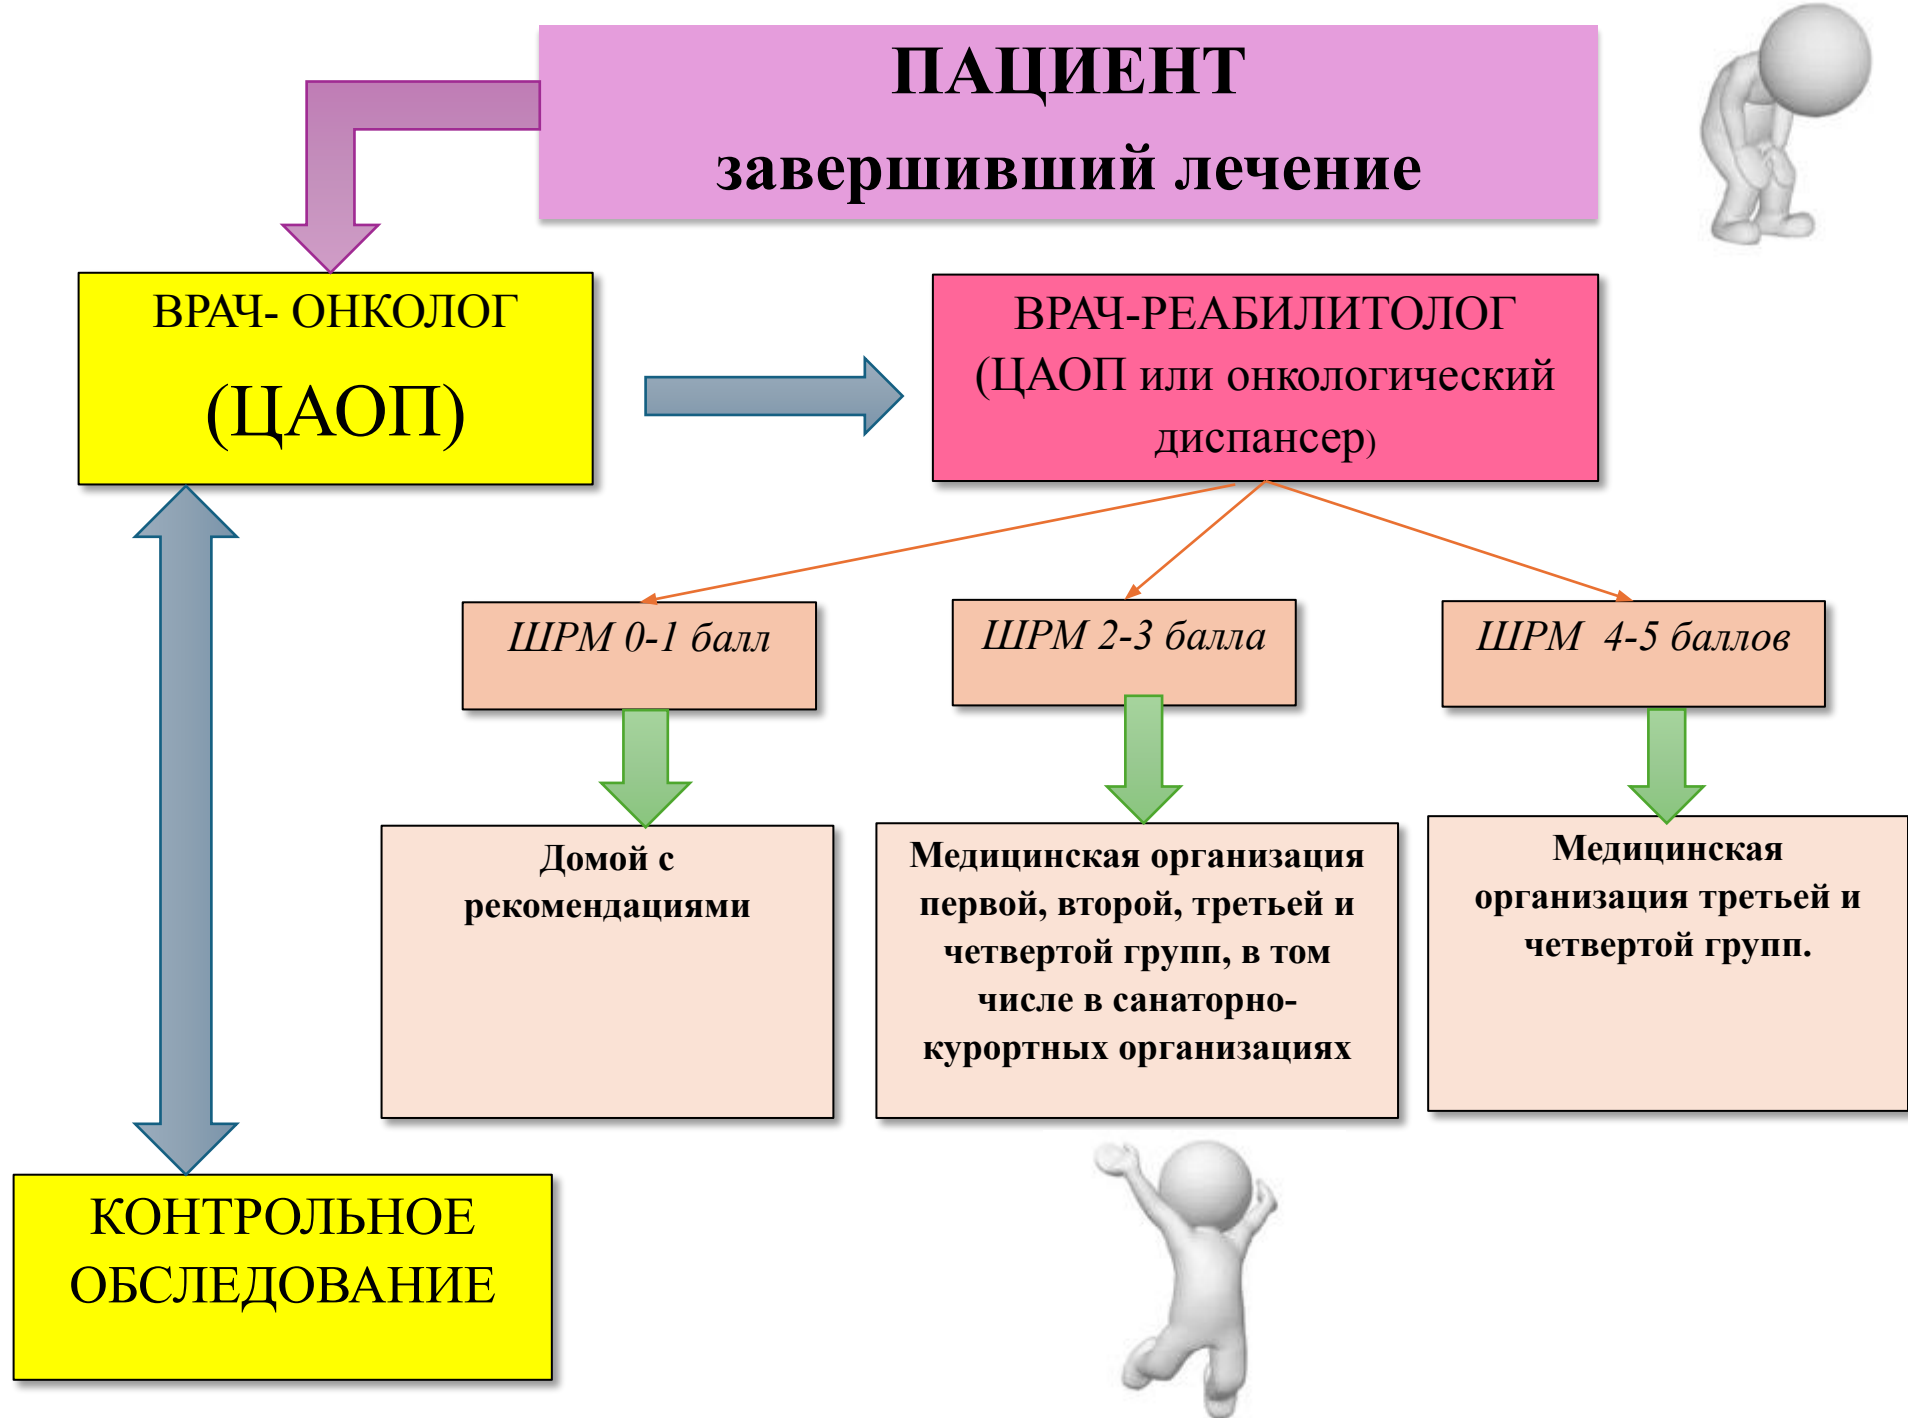 ПАЦИЕНТ
завершивший лечение
ВРАЧ- ОНКОЛОГ
(ЦАОП)
ВРАЧ-РЕАБИЛИТОЛОГ
(ЦАОП или онкологический
диспансер)
ШРМ 0-1 балл
ШРМ 2-3 балла
ШРМ  4-5 баллов
Домой с
рекомендациями
Медицинская организация
первой, второй, третьей и
четвертой групп, в том
числе в санаторно-
курортных организациях
Медицинская
организация третьей и
четвертой групп.
КОНТРОЛЬНОЕ
ОБСЛЕДОВАНИЕ